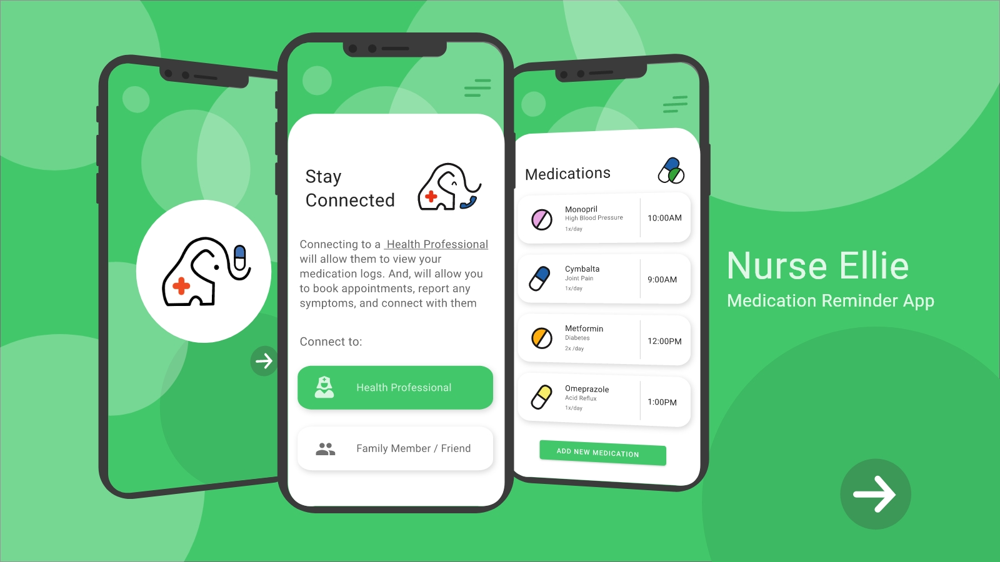 Stay
Connected
Connecting to a Health Professional
will allow them to view your
medication logs. And, will allow you
to book appointments, report any
symptoms, and connect with them
Connect to:
Health Professional
Family Member / Friend
Medications
Monopril
High Blood Pressure
1x/day
10:00AM
Cymbalta
Joint Pain
1x/day
9:00AM
Metformin
Diabetes
2x /day
12:00PM
Omeprazole
Acid Reflux
1x/day
1:00PM
ADD NEW MEDICATION
Nurse Ellie
Medication Reminder App